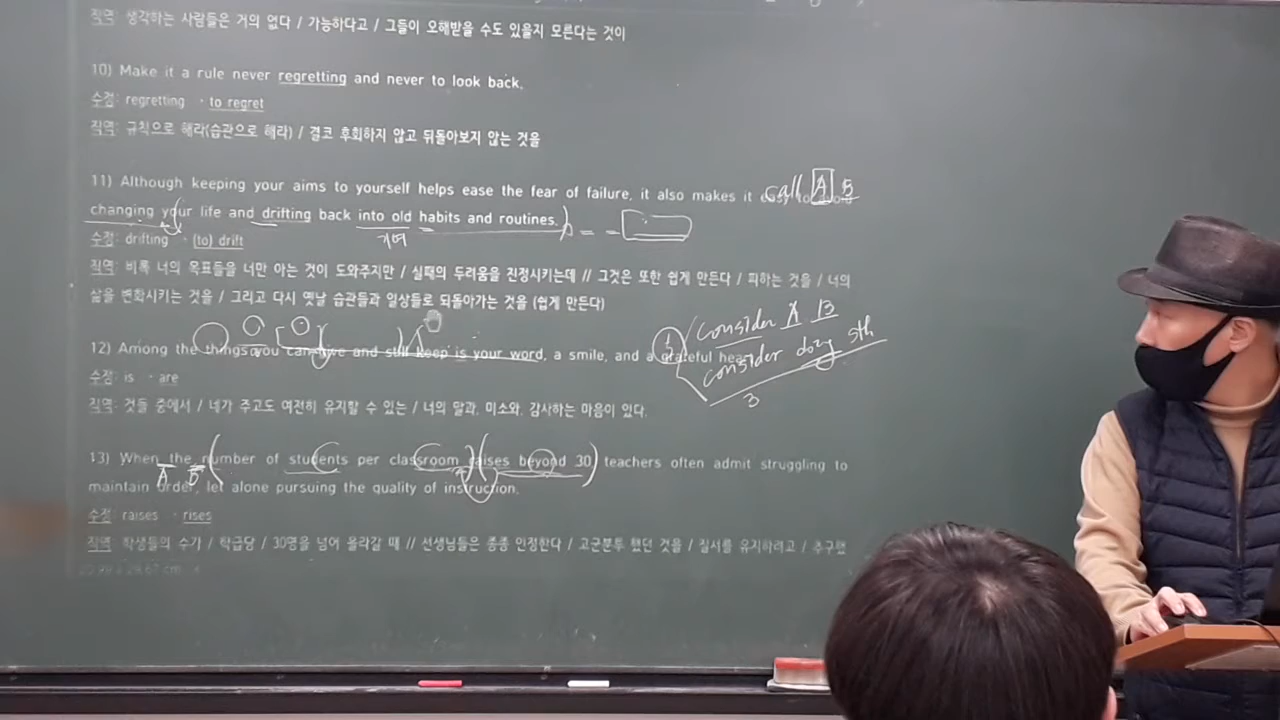 직역: 생각하는 사람들은 거의 없다 / 가능하다고 / 그들이 오해받을 수도 있을지 모른다는 것이
10) Make it a rule never regretting and never to look back.
수정: regretting · to regret
직역: 규칙으로 해라(습관으로 해라) / 결코 후회하지 않고 뒤돌아보지 않는 것을
11) Although keeping your aims to yourself helps ease the fear of failure, it also makes it easy to
call A B
changing your life and drifting back into old habits and routines.
수정: drifting · (to) drift
직역: 비록 너의 목표들을 너만 아는 것이 도와주지만 / 실패의 두려움을 진정시키는데 // 그것은 또한 쉽게 만든다 / 피하는 것을 / 너의
삶을 변화시키는 것을 / 그리고 다시 옛날 습관들과 일상들로 되돌아가는 것을 (쉽게 만든다)
consider A B
consider doing sth
3
12) Among the things you can give and still keep is your word, a smile, and a grateful
수정: is · are
직역: 것들 중에서 / 네가 주고도 여전히 유지할 수 있는 / 너의 말과, 미소와, 감사하는 마음이 있다.
13) When the number of students per classroom raises beyond 30, teachers often admit struggling to
A B
maintain order, let alone pursuing the quality of instruction.
수정: raises · rises
직역: 학생들의 수가 / 학급당 / 30명을 넘어 올라갈 때 // 선생님들은 종종 인정한다 / 고군분투 했던 것을 / 질서를 유지하려고 / 추구했